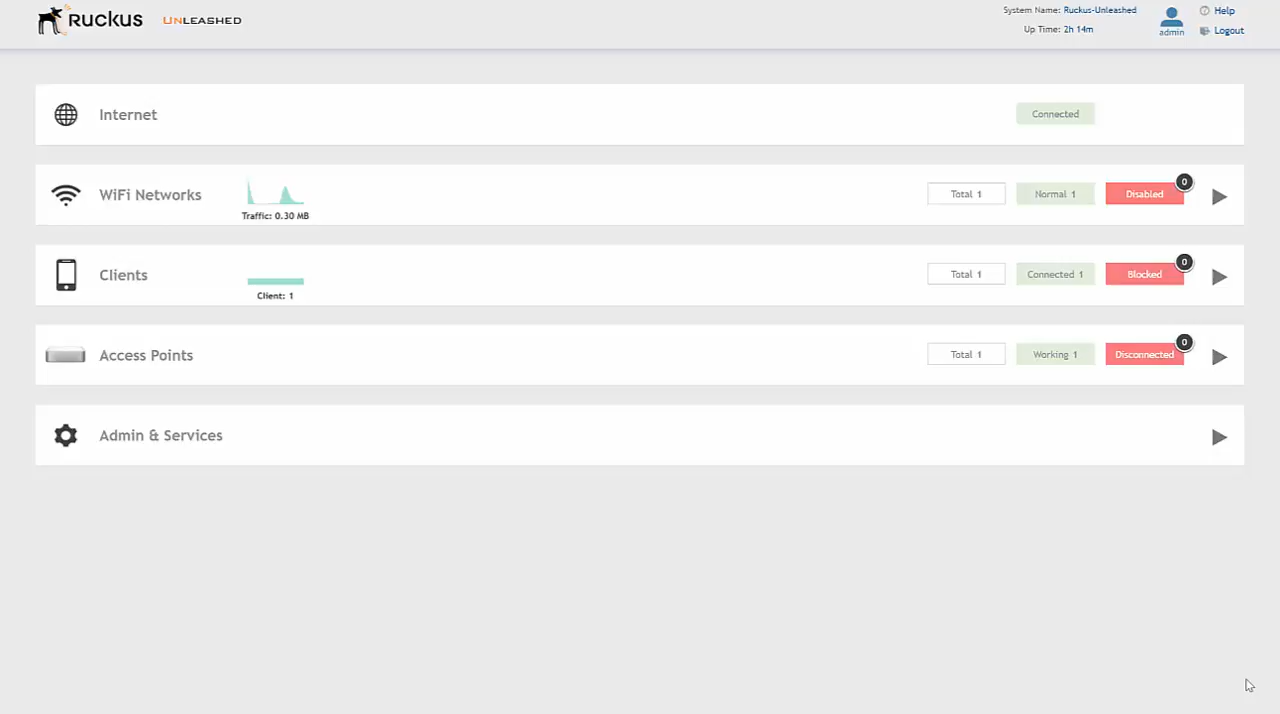 Ruckus UNLEASHED
System Name: Ruckus-Unleashed
Up Time: 2h 14m
admin
Help
Logout
Internet
Connected
WiFi Networks
Traffic: 0.30 MB
Total 1
Normal 1
Disabled
0
Clients
Client: 1
Total 1
Connected 1
Blocked
0
Access Points
Total 1
Working 1
Disconnected
0
Admin & Services